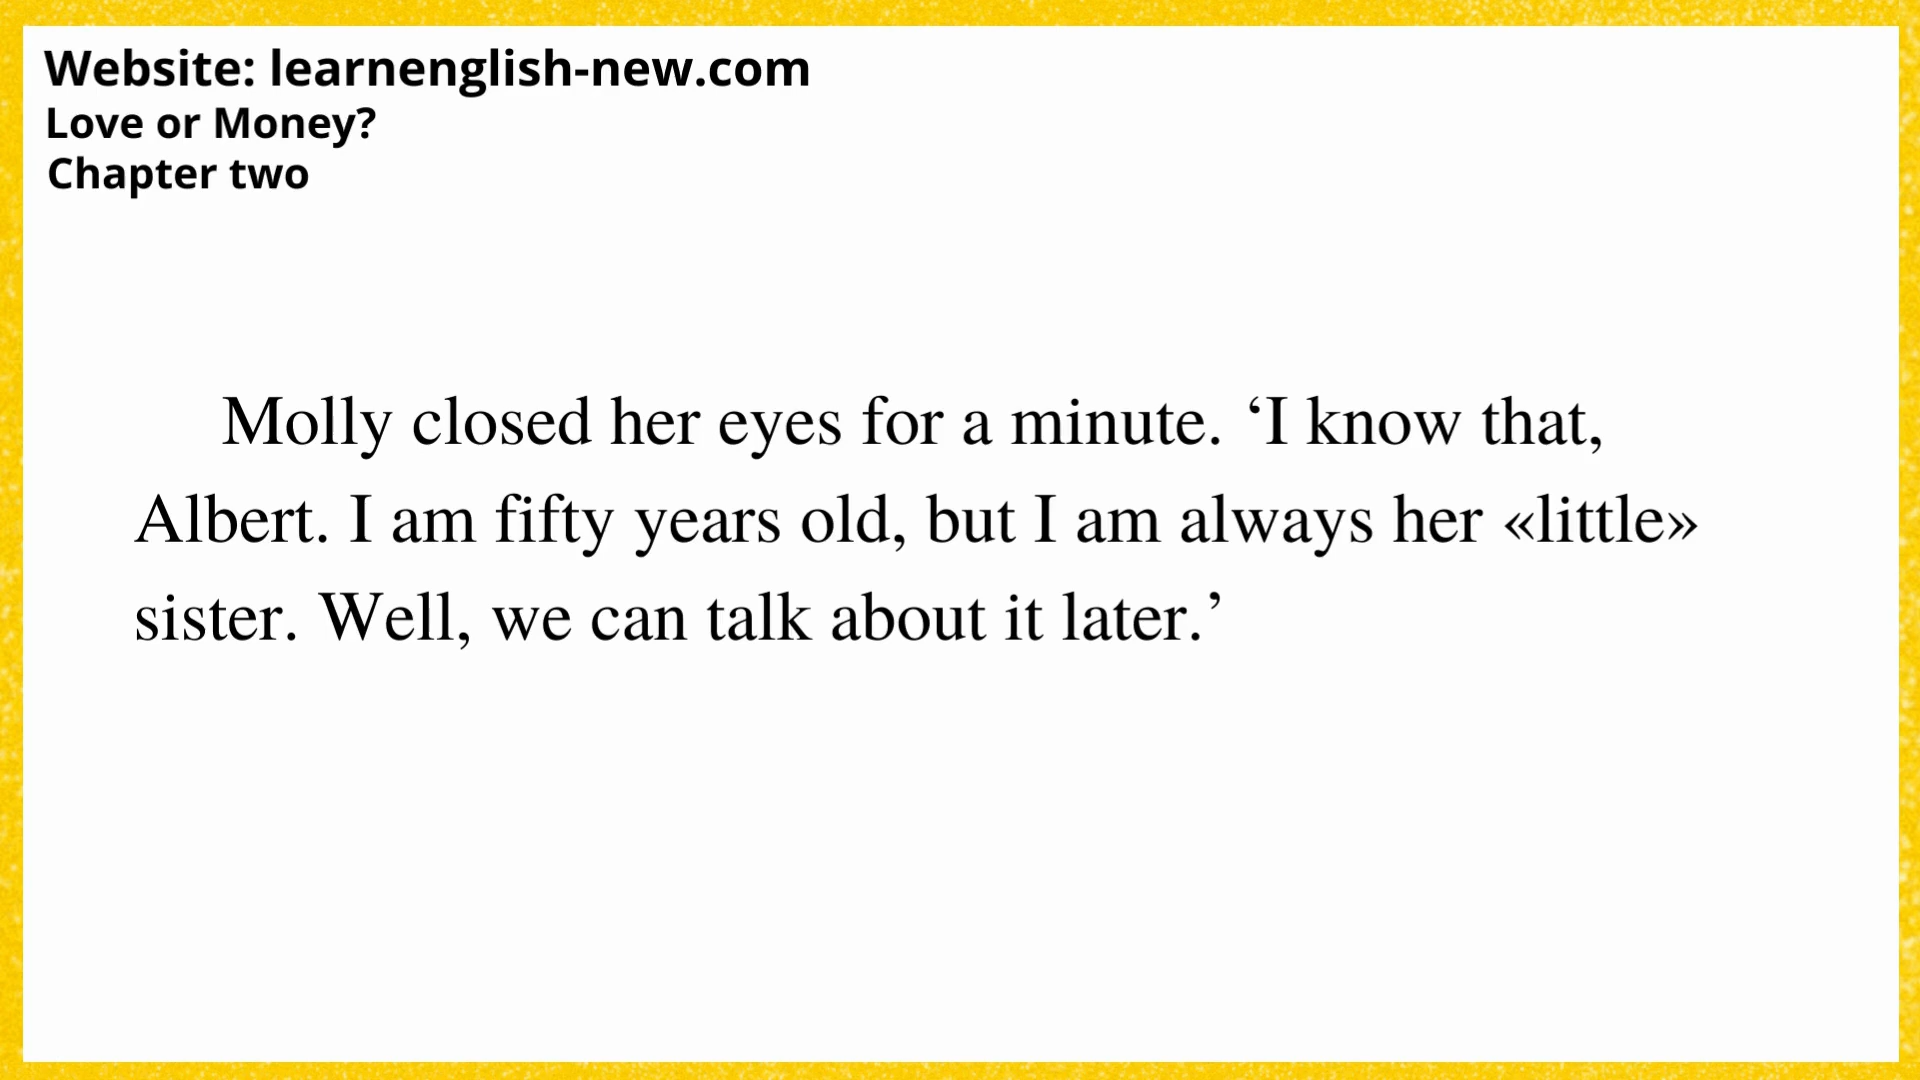 Website: learnenglish-new.com
Love or Money?
Chapter two
Molly closed her eyes for a minute. ‘I know that,
Albert. I am fifty years old, but I am always her «little»
sister. Well, we can talk about it later.’